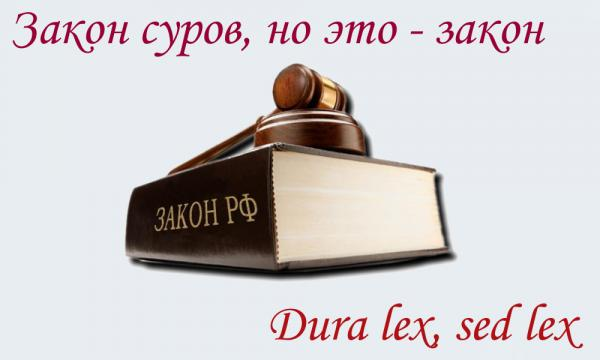 Закон суров, но это - закон
ЗАКОН РФ
Dura lex, sed lex